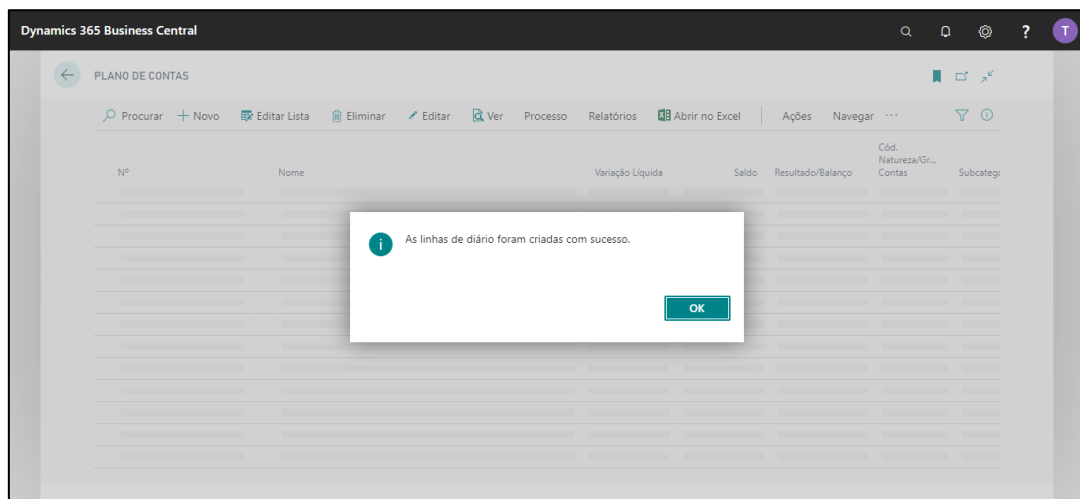 Dynamics 365 Business Central
?
T
PLANO DE CONTAS
Procurar
Novo
Editar Lista
Eliminar
Editar
Ver
Processo
Relatórios
Abrir no Excel
Ações
Navegar
...
Nº
Nome
Variação Líquida
Saldo
Resultado/Balanço
Cód.
Natureza/Gr...
Contas
Subcatego
As linhas de diário foram criadas com sucesso.
OK